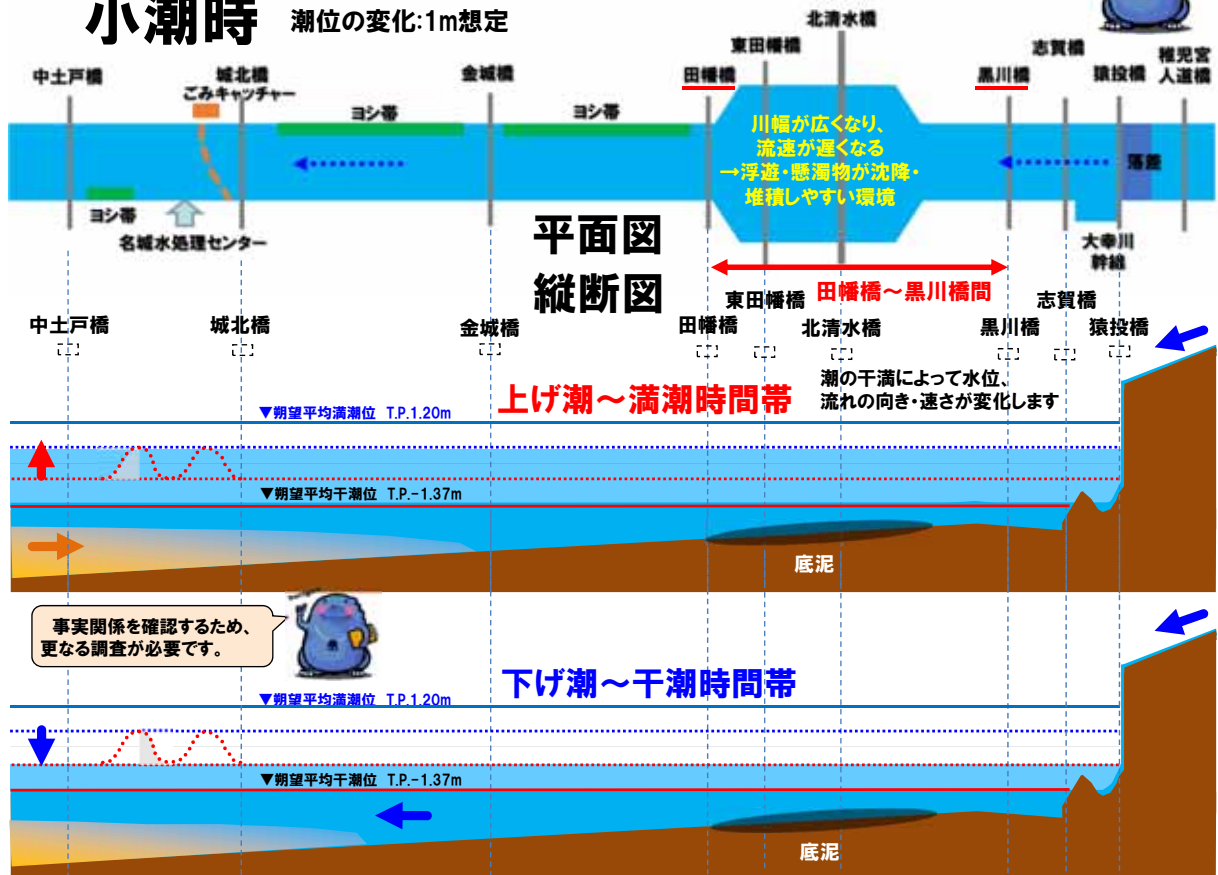 小潮時 潮位の変化:1m想定
北清水橋
東田幡橋
志賀橋
稚児宮
人道橋
中土戸橋
城北橋
ごみキャッチャー
金城橋
田幡橋
黒川橋
猿投橋
ヨシ帯
ヨシ帯
川幅が広くなり、
流速が遅くなる
→浮遊・懸濁物が沈降・
堆積しやすい環境
落差
ヨシ帯
名城水処理センター
大幸川
幹線
平面図
縦断図
田幡橋～黒川橋間
中土戸橋
城北橋
金城橋
田幡橋
東田幡橋
北清水橋
黒川橋
志賀橋
猿投橋
潮の干満によって水位、
流れの向き・速さが変化します
上げ潮～満潮時間帯
▼朔望平均満潮位 T.P.1.20m
▼朔望平均干潮位 T.P.-1.37m
底泥
事実関係を確認するため、
更なる調査が必要です。
下げ潮～干潮時間帯
▼朔望平均満潮位 T.P.1.20m
▼朔望平均干潮位 T.P.-1.37m
底泥